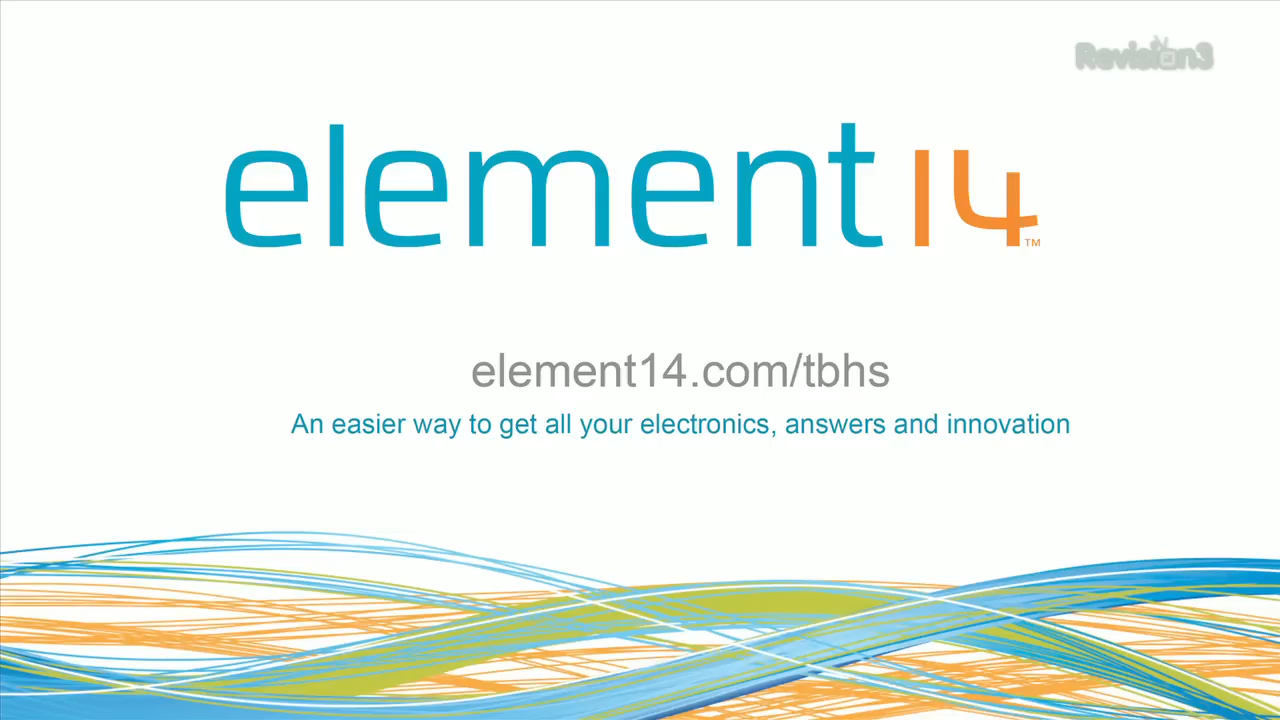 Revision3
element14™
element14.com/tbhs
An easier way to get all your electronics, answers and innovation